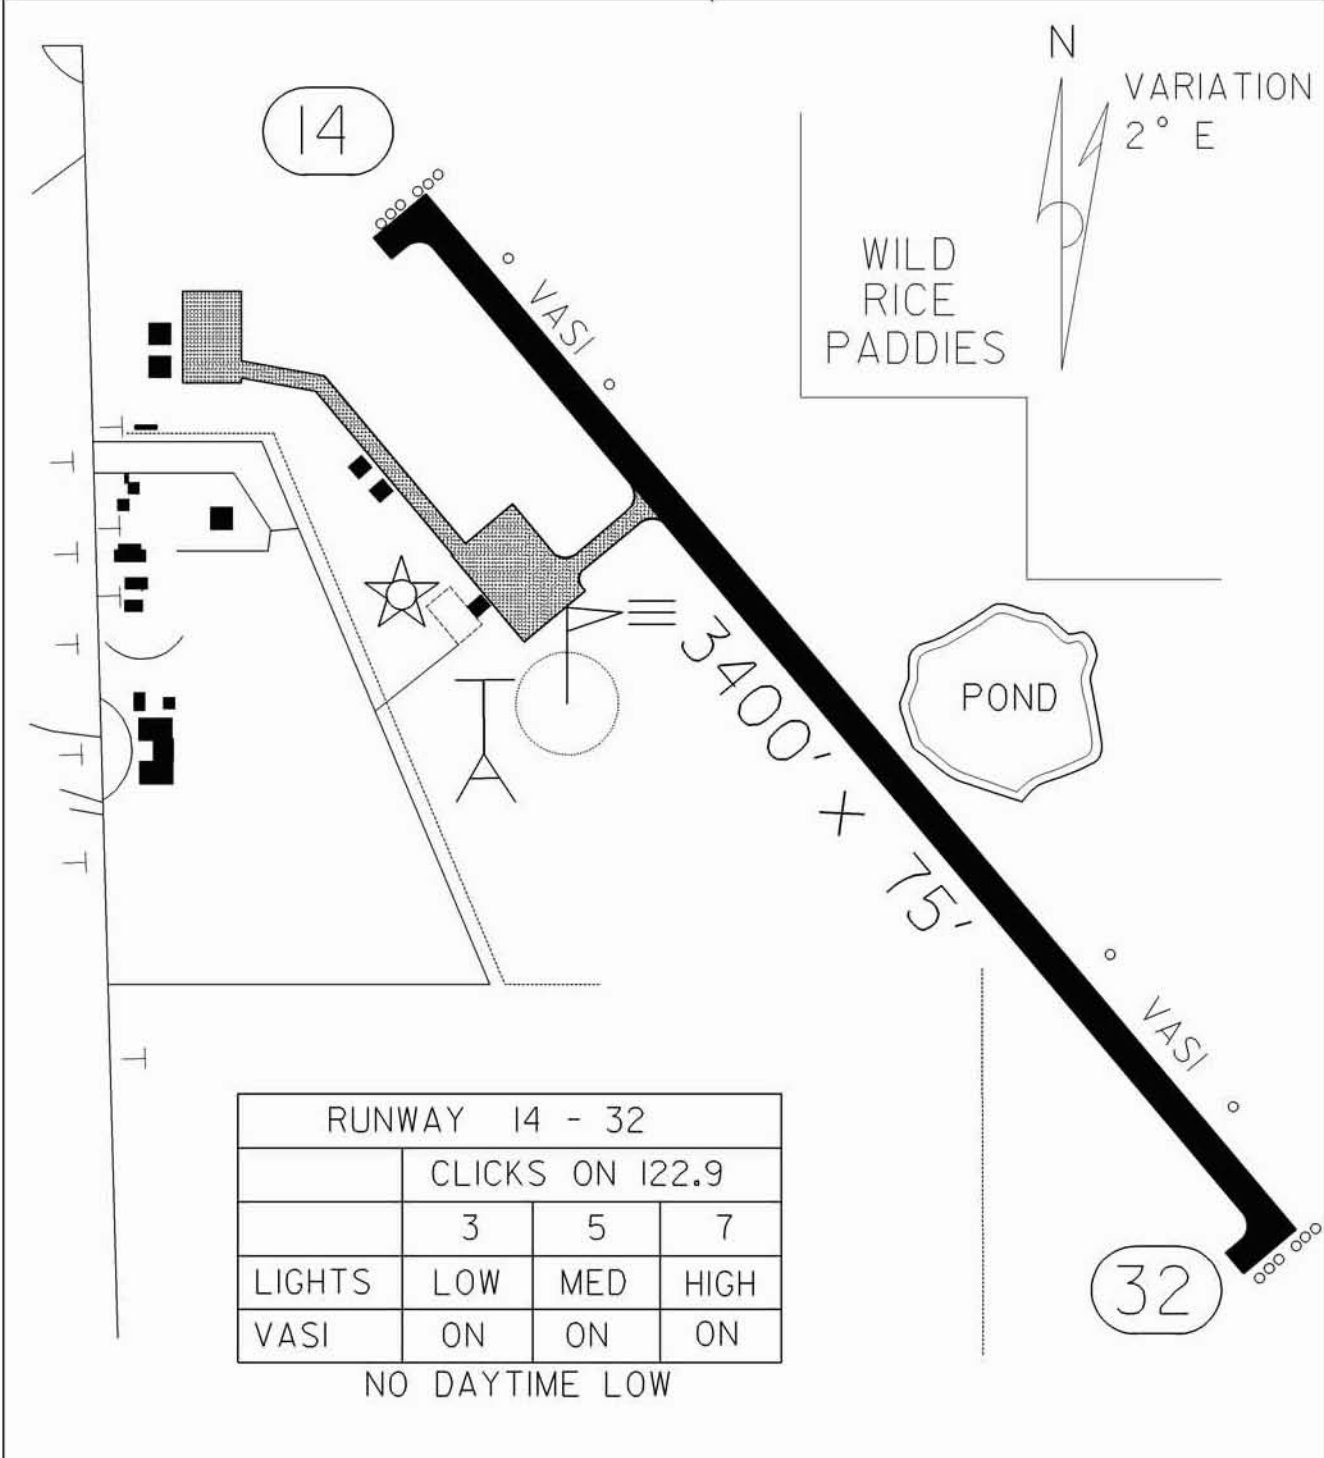 N
VARIATION
2° E
14
WILD
RICE
PADDIES
VASI
T
T
T
T
T
T
T
T
T
T
3400' x 75'
POND
VASI
RUNWAY 14 - 32
CLICKS ON 122.9
3 5 7
LIGHTS LOW MED HIGH
VASI ON ON ON
NO DAYTIME LOW
32